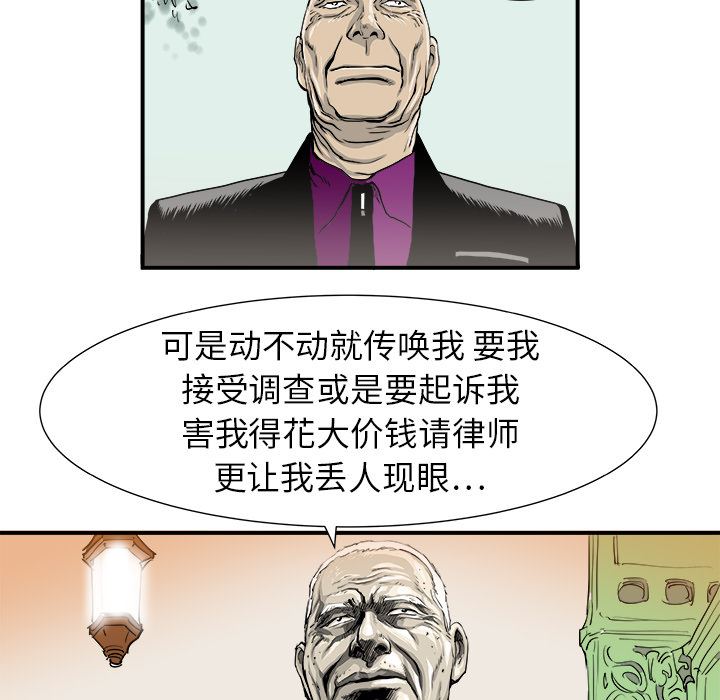 可是动不动就传唤我 要我
接受调查或是要起诉我
害我得花大价钱请律师
更让我丢人现眼...